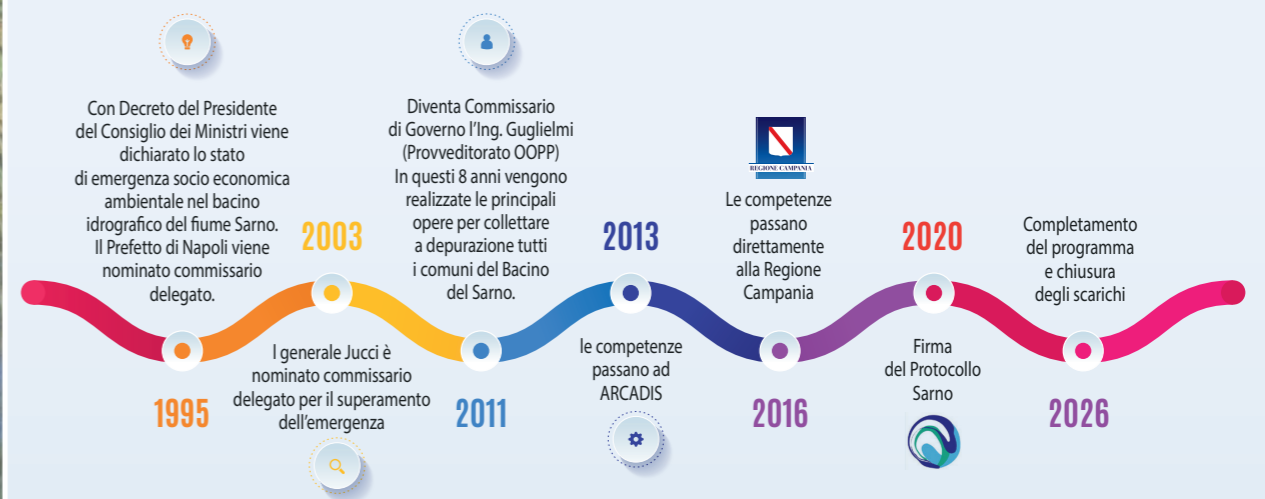 Con Decreto del Presidente
del Consiglio dei Ministri viene
dichiarato lo stato
di emergenza socio economica
ambientale nel bacino
idrografico del fiume Sarno.
Il Prefetto di Napoli viene
nominato commissario
delegato.
1995
2003
l generale Jucci è
nominato commissario
delegato per il superamento
dell'emergenza
Diventa Commissario
di Governo l'Ing. Guglielmi
(Provveditorato OOPP)
In questi 8 anni vengono
realizzate le principali
opere per collettare
a depurazione tutti
i comuni del Bacino
del Sarno.
2011
2013
le competenze
passano ad
ARCADIS
REGIONE CAMPANIA
Le competenze
passano
direttamente
alla Regione
Campania
2016
2020
Firma
del Protocollo
Sarno
Completamento
del programma
e chiusura
degli scarichi
2026